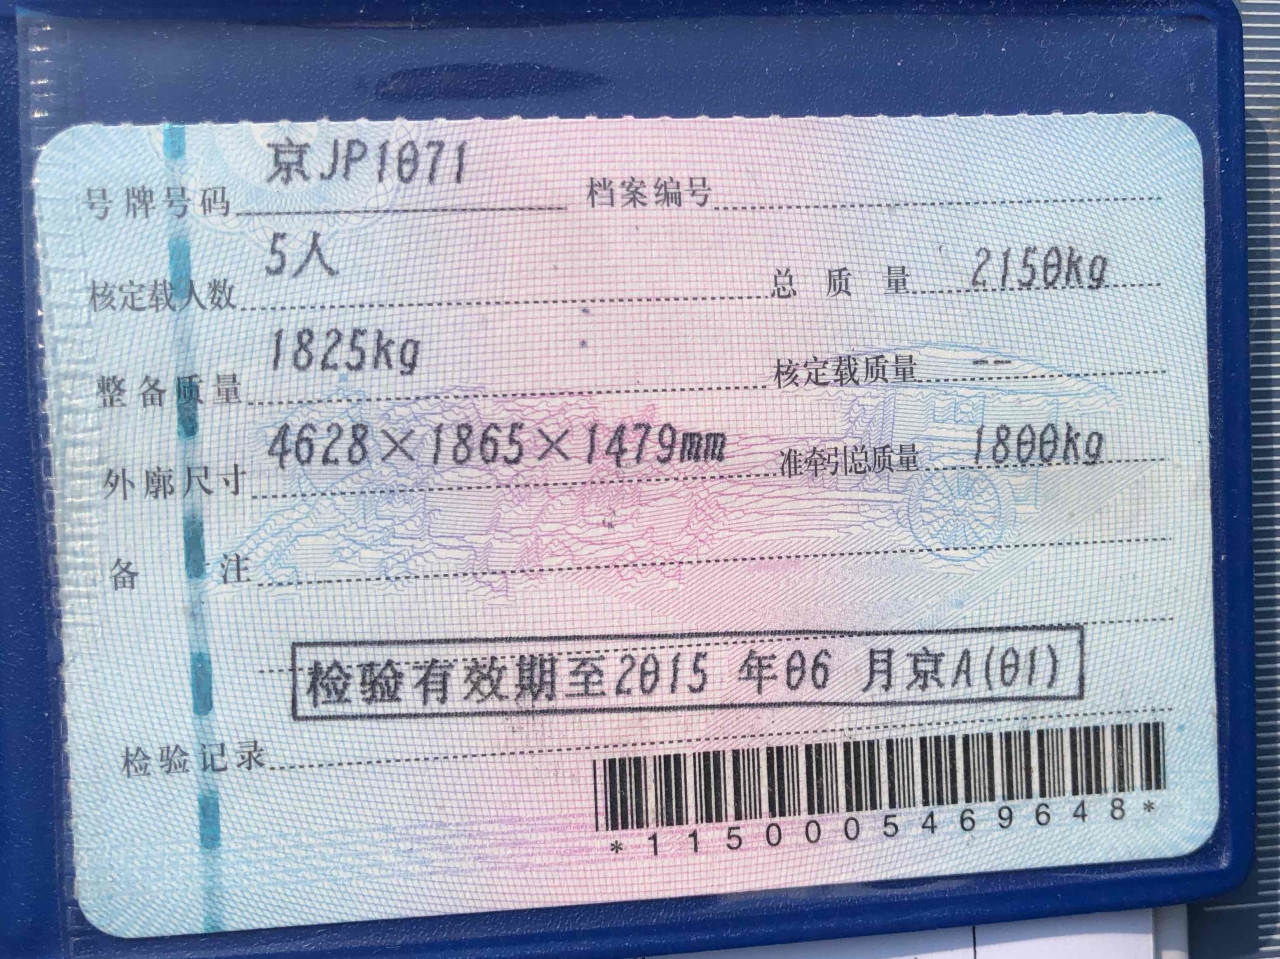 号牌号码 京JP1071 档案编号
核定载人数 5人 总质量 2150kg
整备质量 1825kg 核定载质量 --
外廓尺寸 4628×1865×1479mm 准牵引总质量 1800kg
备注
检验有效期至2015 年06 月京A(01)
检验记录
*1150005469648*